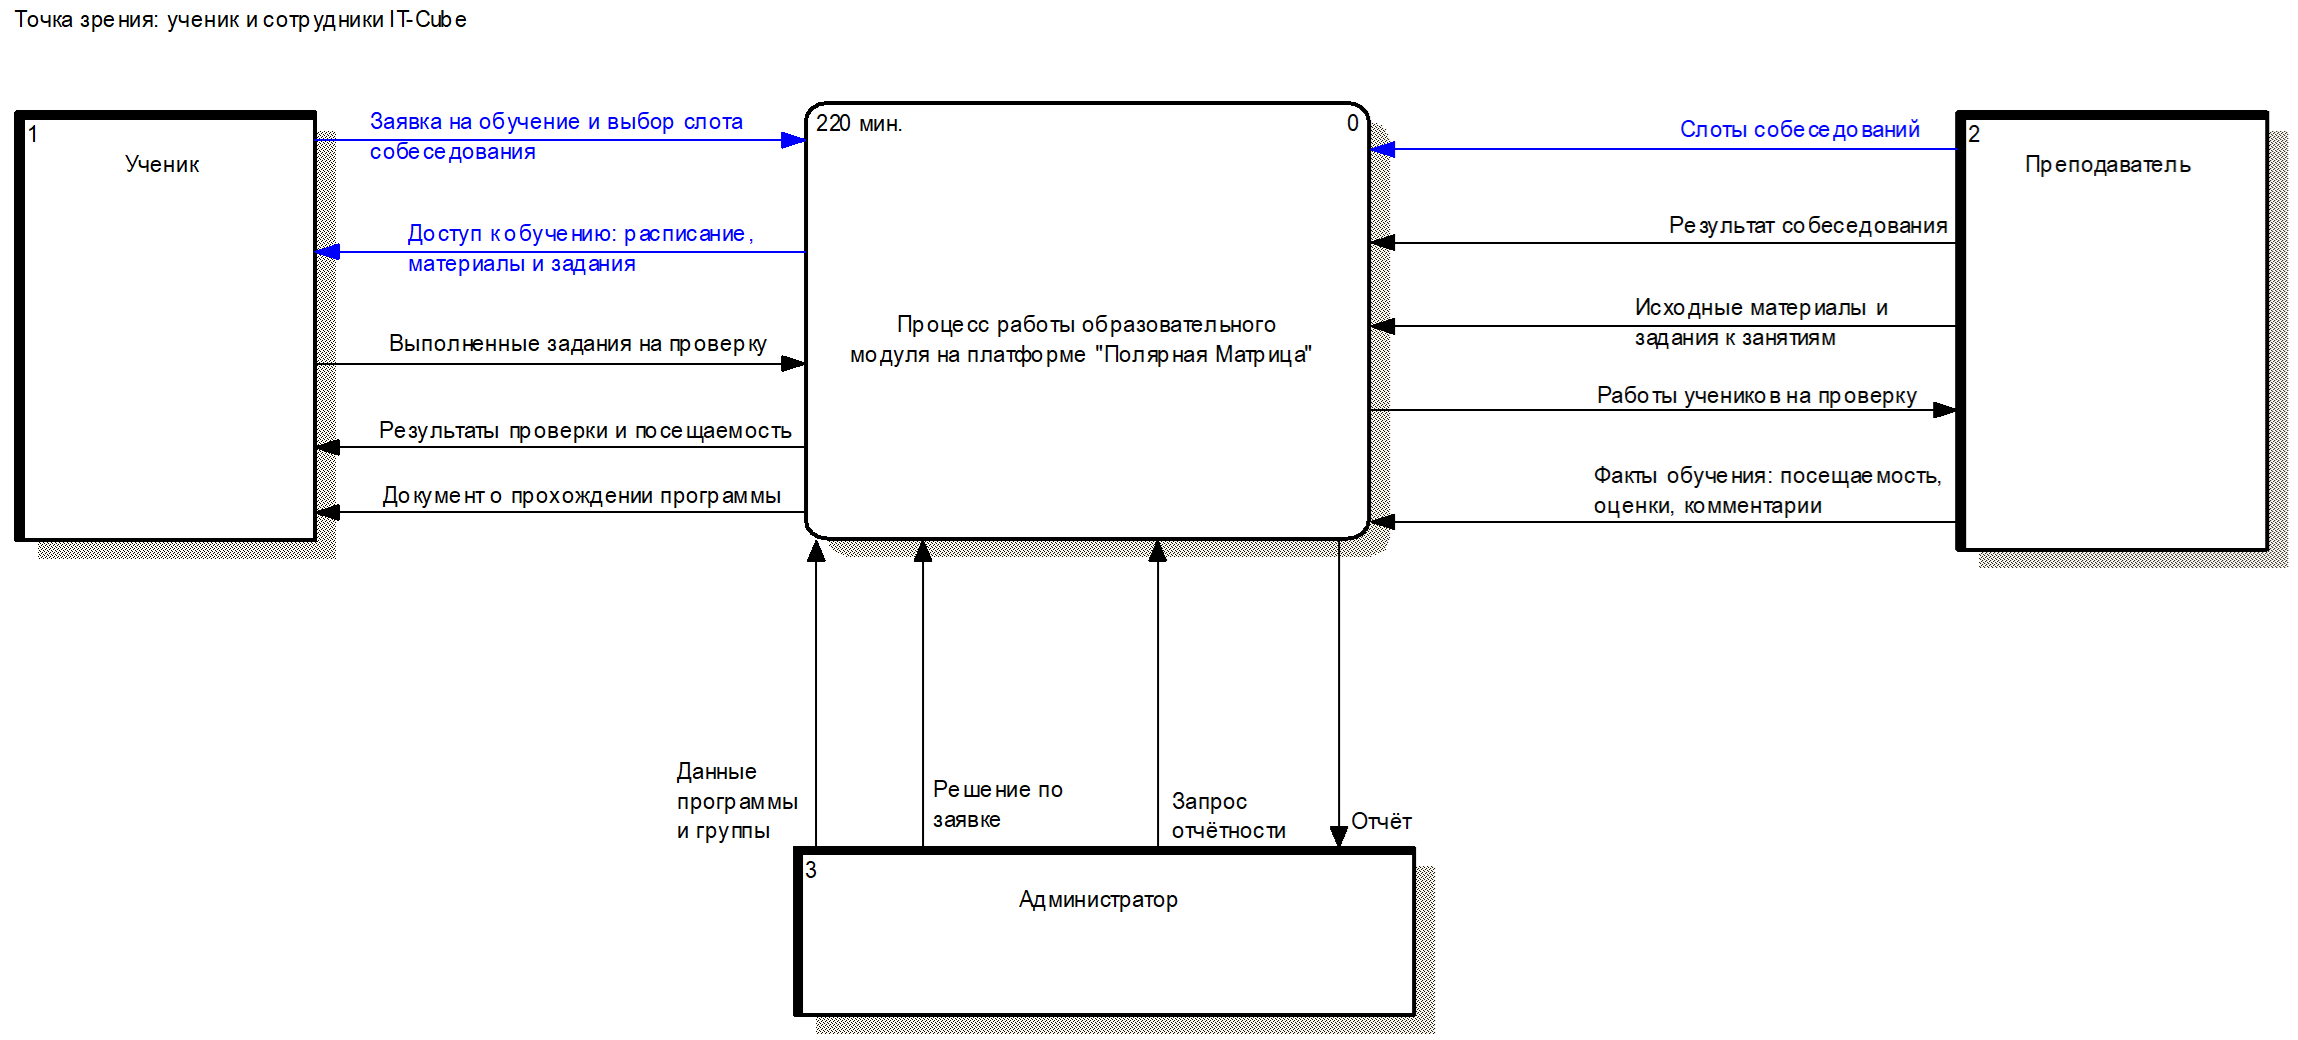 Точка зрения: ученик и сотрудники IT-Cube
1
Ученик
Заявка на обучение и выбор слота
собеседования
Доступ к обучению: расписание,
материалы и задания
Выполненные задания на проверку
Результаты проверки и посещаемость
Документ о прохождении программы
220 мин.
0
Процесс работы образовательного
модуля на платформе "Полярная Матрица"
Слоты собеседований
Результат собеседования
Исходные материалы и
задания к занятиям
Работы учеников на проверку
Факты обучения: посещаемость,
оценки, комментарии
2
Преподаватель
Данные
программы
и группы
Решение по
заявке
Запрос
отчётности
Отчёт
3
Администратор